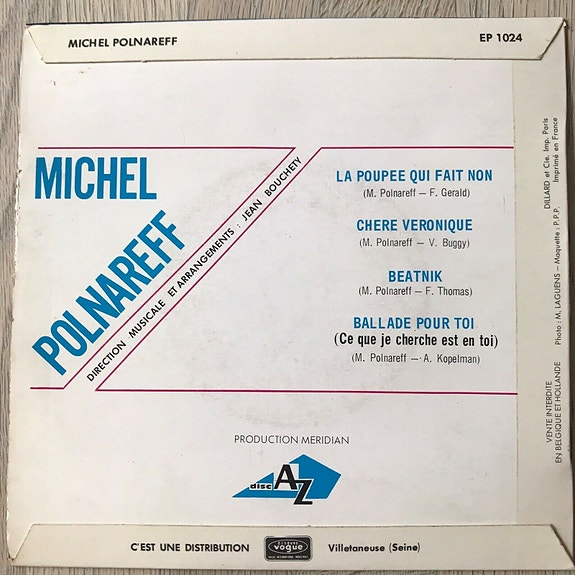 MICHEL POLNAREFF
EP 1024
MICHEL
POLNAREFF
DIRECTION MUSICALE ET ARRANGEMENTS : JEAN BOUCHETY
LA POUPEE QUI FAIT NON
(M. Polnareff — F. Gerald)
CHERE VERONIQUE
(M. Polnareff — V. Buggy)
BEATNIK
(M. Polnareff — F. Thomas)
BALLADE POUR TOI
(Ce que je cherche est en toi)
(M. Polnareff — A. Kopelman)
PRODUCTION MERIDIAN
disc AZ
C'EST UNE DISTRIBUTION
DISQUES
vogue
Villetaneuse (Seine)
DILLARD et Cie. Imp. Paris
Imprimé en France
Photo : M. LAGUENS — Maquette : P.P.P.
VENTE INTERDITE
EN BELGIQUE ET HOLLANDE